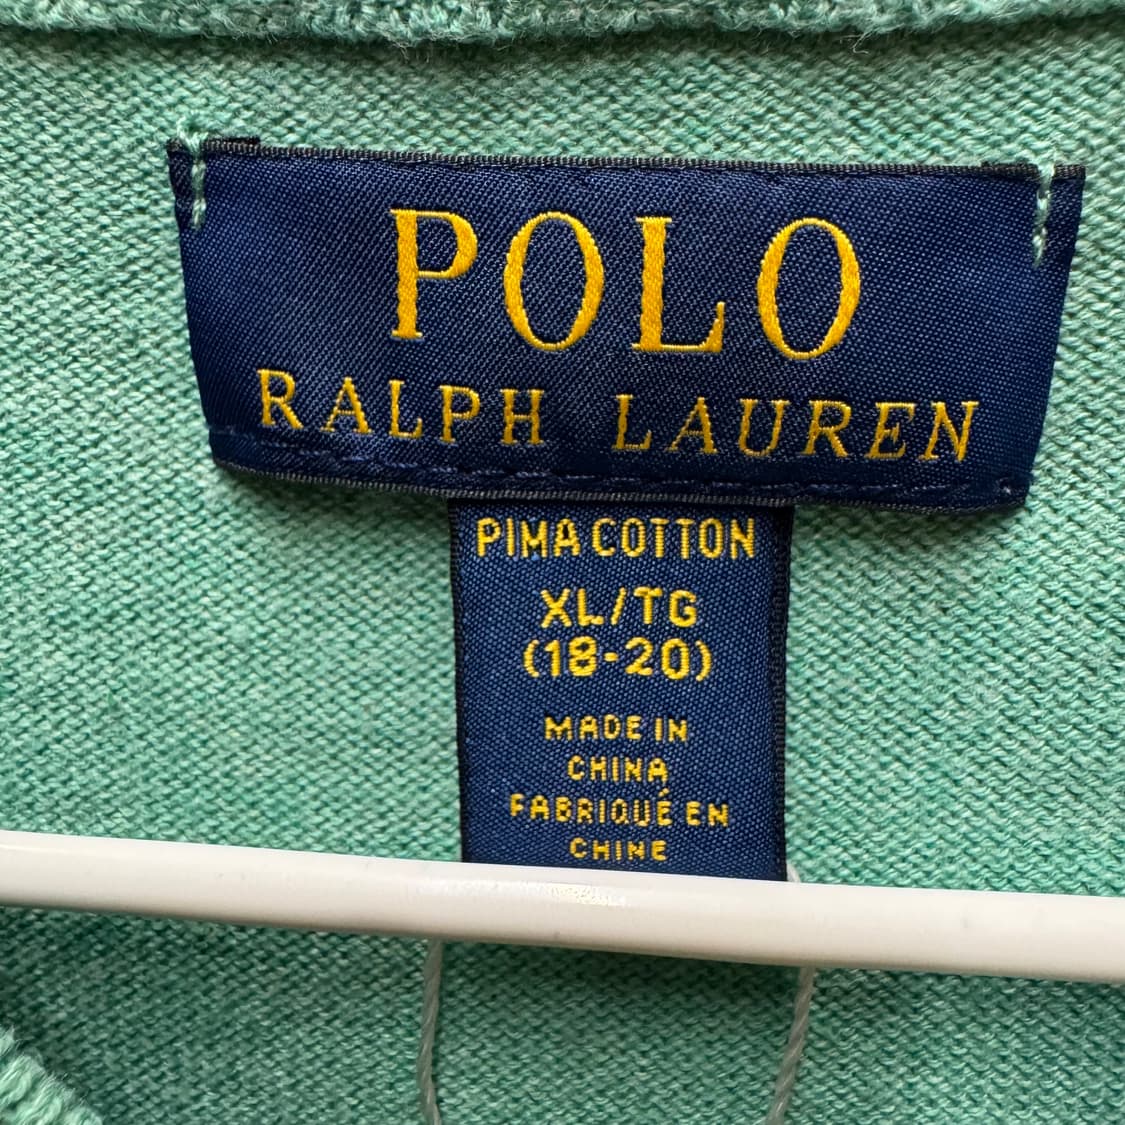 POLO
RALPH LAUREN
PIMA COTTON
XL/TG
(18-20)
MADE IN
CHINA
FABRIQUÉ EN
CHINE